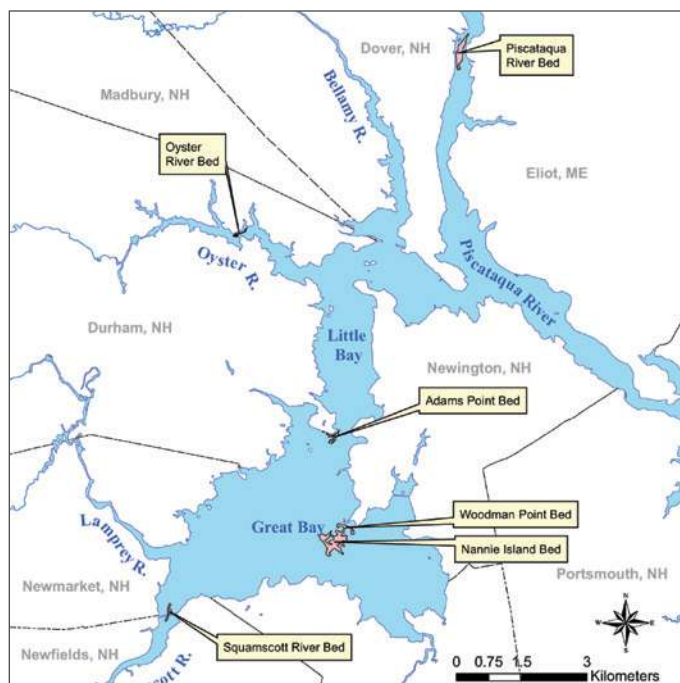 Dover, NH
Piscataqua
River Bed
Madbury, NH
Bellamy R.
Oyster
River Bed
Eliot, ME
Oyster R.
Piscataqua River
Durham, NH
Little
Bay
Newington, NH
Adams Point Bed
Great Bay
Woodman Point Bed
Nannie Island Bed
Lamprey R.
Portsmouth, NH
Newmarket, NH
N
W E
S
Squamscott River Bed
Newfields, NH
scott R.
0 0.75 1.5 3
Kilometers